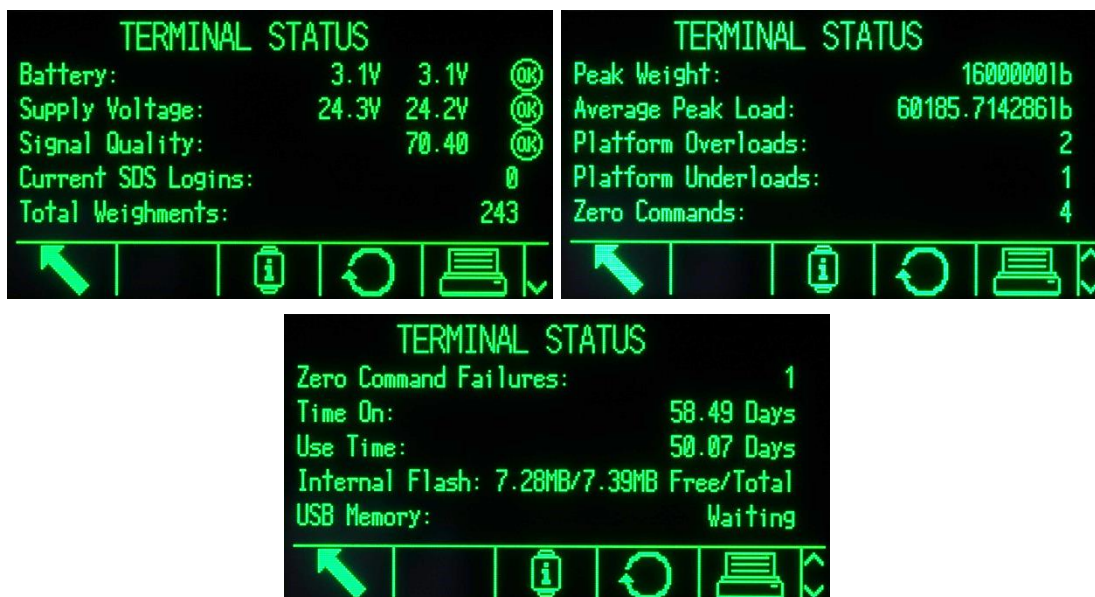 TERMINAL STATUS
Battery: 3.1V 3.1V OK
Supply Voltage: 24.3V 24.2V OK
Signal Quality: 70.40 OK
Current SDS Logins: 0
Total Weighments: 243
i
TERMINAL STATUS
Peak Weight: 1600000lb
Average Peak Load: 60185.714286lb
Platform Overloads: 2
Platform Underloads: 1
Zero Commands: 4
i
TERMINAL STATUS
Zero Command Failures: 1
Time On: 58.49 Days
Use Time: 50.07 Days
Internal Flash: 7.28MB/7.39MB Free/Total
USB Memory: Waiting
i